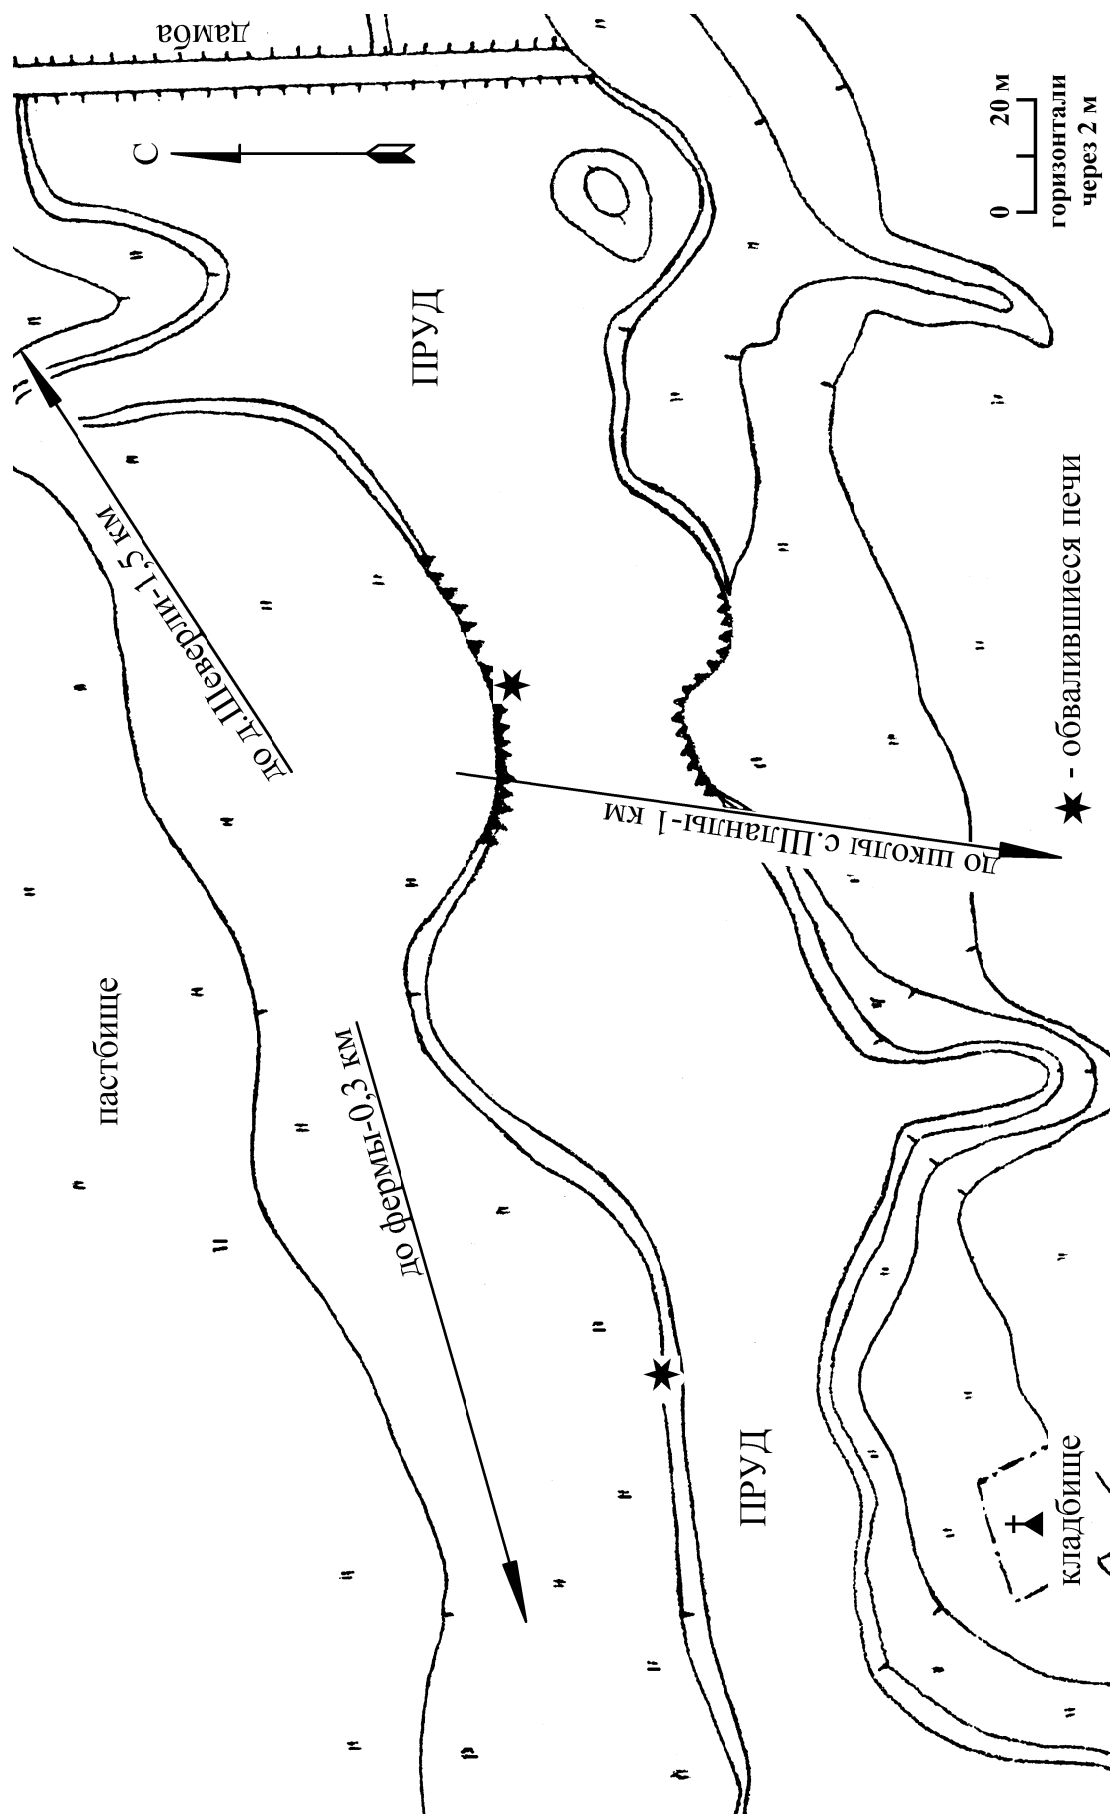 дамба
С
ПРУД
до д.Шеверли-1,5 км
пастбище
до фермы-0,3 км
до школы с.Шланлы-1 км
ПРУД
кладбище
0 20 м
горизонтали
через 2 м
- обвалившиеся печи